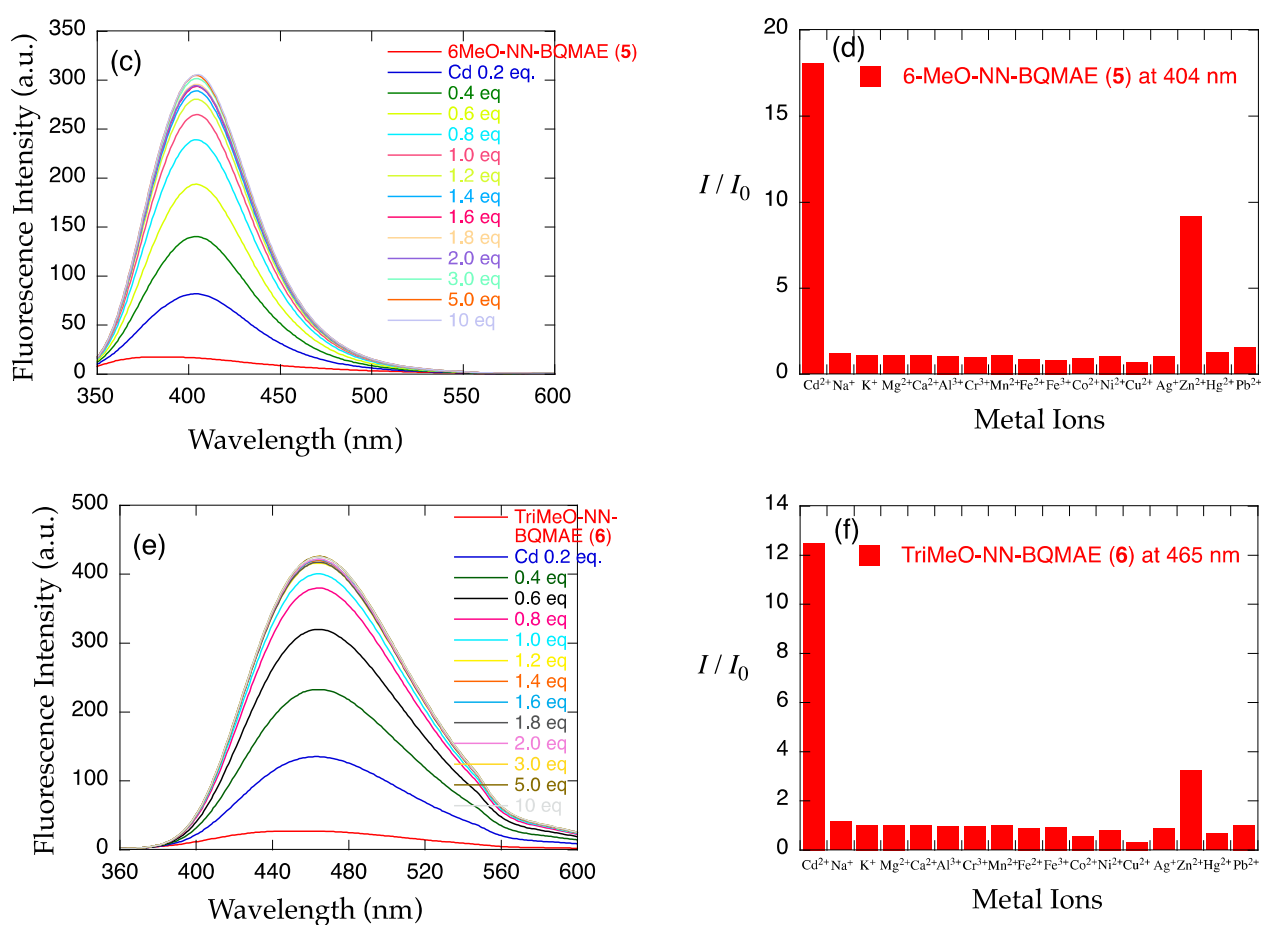 (c)
Fluorescence Intensity (a.u.)
350
300
250
200
150
100
50
0
350 400 450 500 550 600
Wavelength (nm)
6MeO-NN-BQMAE (5)
Cd 0.2 eq.
0.4 eq
0.6 eq
0.8 eq
1.0 eq
1.2 eq
1.4 eq
1.6 eq
1.8 eq
2.0 eq
3.0 eq
5.0 eq
10 eq
(d)
6-MeO-NN-BQMAE (5) at 404 nm
I / I₀
20
15
10
5
0
Cd²⁺ Na⁺ K⁺ Mg²⁺ Ca²⁺ Al³⁺ Cr³⁺ Mn²⁺ Fe²⁺ Fe³⁺ Co²⁺ Ni²⁺ Cu²⁺ Ag⁺ Zn²⁺ Hg²⁺ Pb²⁺
Metal Ions
(e)
Fluorescence Intensity (a.u.)
500
400
300
200
100
0
360 400 440 480 520 560 600
Wavelength (nm)
TriMeO-NN-
BQMAE (6)
Cd 0.2 eq.
0.4 eq
0.6 eq
0.8 eq
1.0 eq
1.2 eq
1.4 eq
1.6 eq
1.8 eq
2.0 eq
3.0 eq
5.0 eq
10 eq
(f)
TriMeO-NN-BQMAE (6) at 465 nm
I / I₀
14
12
10
8
6
4
2
0
Cd²⁺ Na⁺ K⁺ Mg²⁺ Ca²⁺ Al³⁺ Cr³⁺ Mn²⁺ Fe²⁺ Fe³⁺ Co²⁺ Ni²⁺ Cu²⁺ Ag⁺ Zn²⁺ Hg²⁺ Pb²⁺
Metal Ions